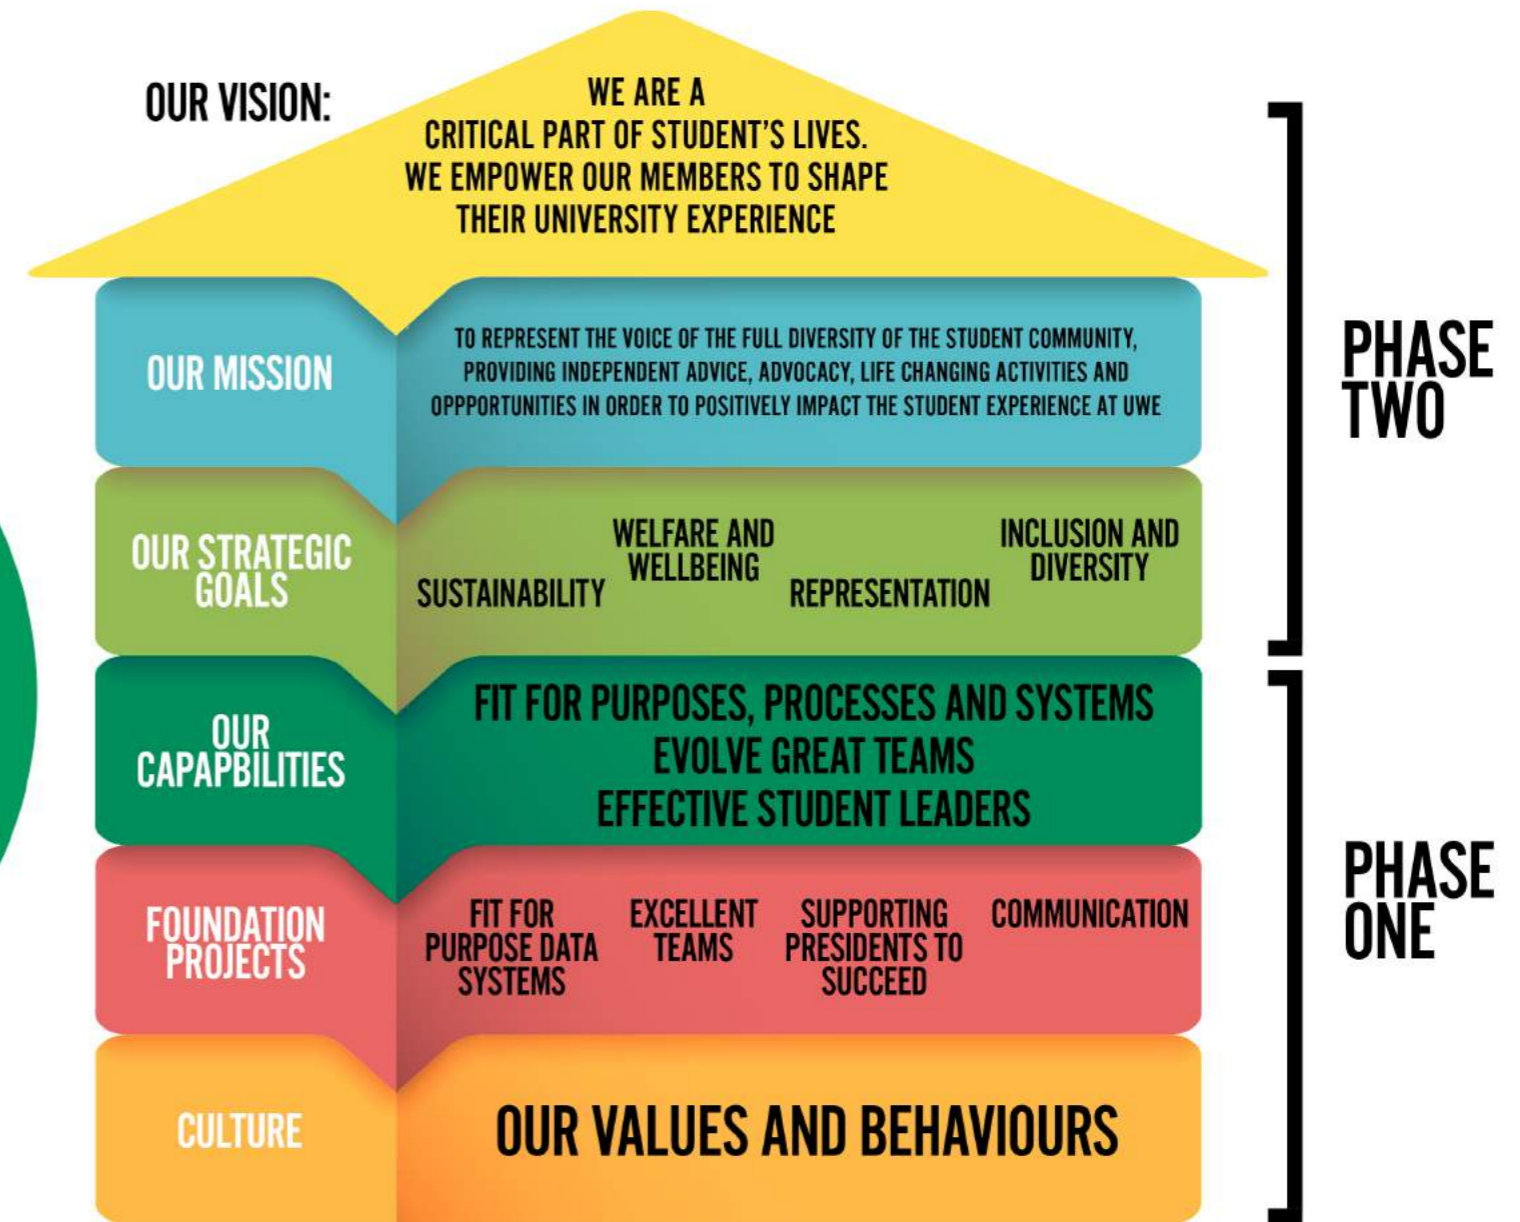 OUR VISION:
WE ARE A
CRITICAL PART OF STUDENT'S LIVES.
WE EMPOWER OUR MEMBERS TO SHAPE
THEIR UNIVERSITY EXPERIENCE
OUR MISSION
TO REPRESENT THE VOICE OF THE FULL DIVERSITY OF THE STUDENT COMMUNITY,
PROVIDING INDEPENDENT ADVICE, ADVOCACY, LIFE CHANGING ACTIVITIES AND
OPPPORTUNITIES IN ORDER TO POSITIVELY IMPACT THE STUDENT EXPERIENCE AT UWE
OUR STRATEGIC
GOALS
SUSTAINABILITY
WELFARE AND
WELLBEING
REPRESENTATION
INCLUSION AND
DIVERSITY
PHASE
TWO
OUR
CAPAPBILITIES
FIT FOR PURPOSES, PROCESSES AND SYSTEMS
EVOLVE GREAT TEAMS
EFFECTIVE STUDENT LEADERS
FOUNDATION
PROJECTS
FIT FOR
PURPOSE DATA
SYSTEMS
EXCELLENT
TEAMS
SUPPORTING
PRESIDENTS TO
SUCCEED
COMMUNICATION
CULTURE
OUR VALUES AND BEHAVIOURS
PHASE
ONE